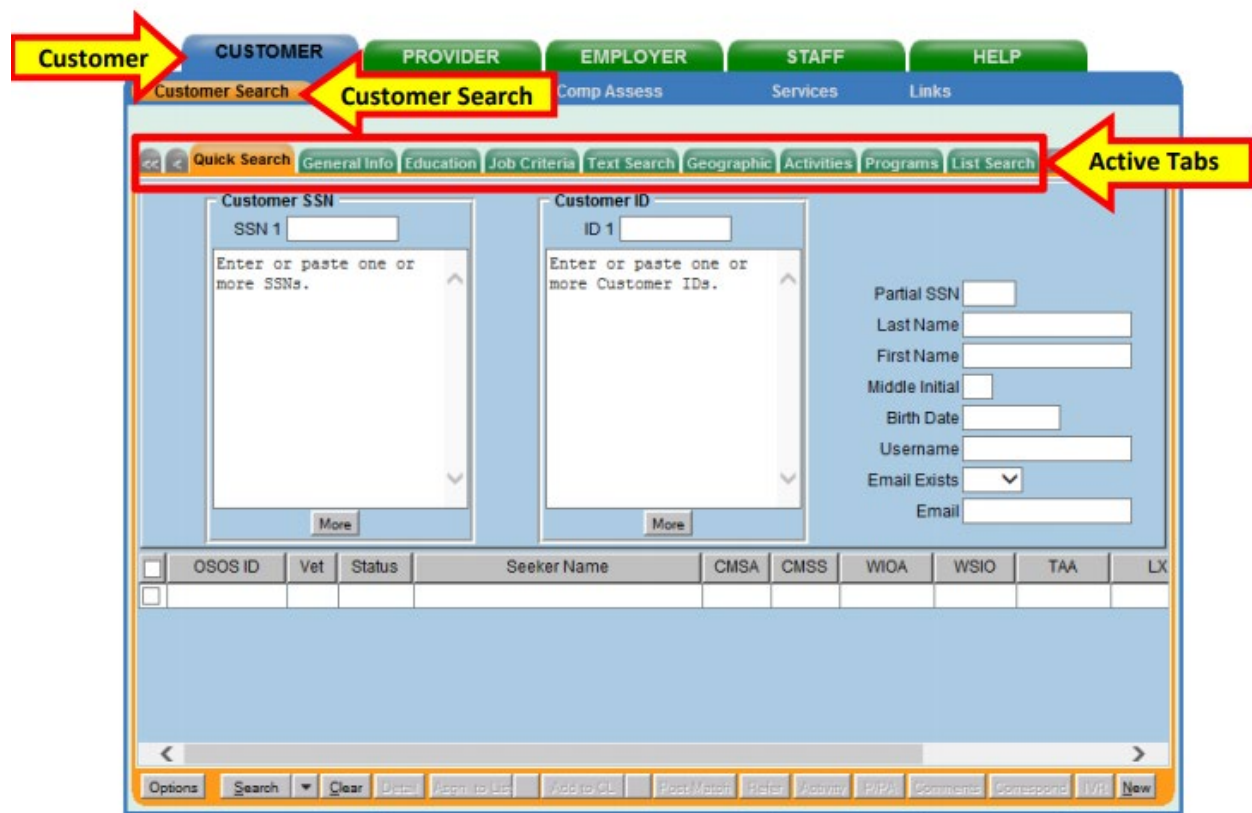 Customer
CUSTOMER PROVIDER EMPLOYER STAFF HELP
Customer Search Customer Search Comp Assess Services Links
<< < Quick Search General Info Education Job Criteria Text Search Geographic Activities Programs List Search Active Tabs
Customer SSN Customer ID
SSN 1 ID 1
Enter or paste one or Enter or paste one or
more SSNs. more Customer IDs.
Partial SSN
Last Name
First Name
Middle Initial
Birth Date
Username
Email Exists
Email
More More
OSOS ID Vet Status Seeker Name CMSA CMSS WIOA WSIO TAA LX
Options Search Clear Detail Assgn to List Add to CL Post Match Refer Activity P/PA Comments Correspond IVR New